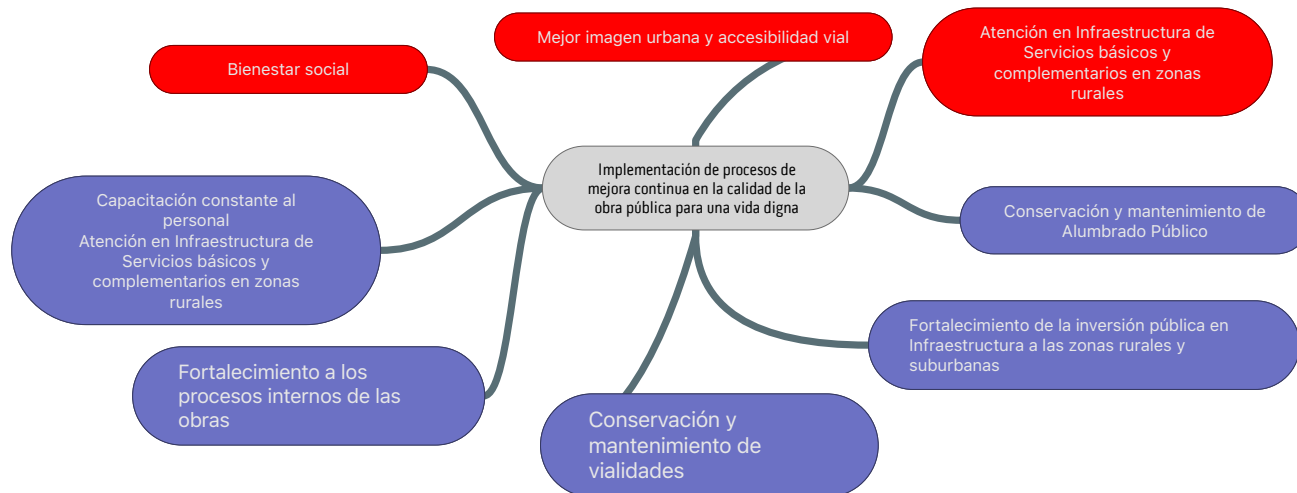 Mejor imagen urbana y accesibilidad vial
Bienestar social
Atención en Infraestructura de
Servicios básicos y
complementarios en zonas
rurales
Implementación de procesos de
mejora continua en la calidad de la
obra pública para una vida digna
Capacitación constante al
personal
Atención en Infraestructura de
Servicios básicos y
complementarios en zonas
rurales
Conservación y mantenimiento de
Alumbrado Público
Fortalecimiento de la inversión pública en
Infraestructura a las zonas rurales y
suburbanas
Fortalecimiento a los
procesos internos de las
obras
Conservación y
mantenimiento de
vialidades